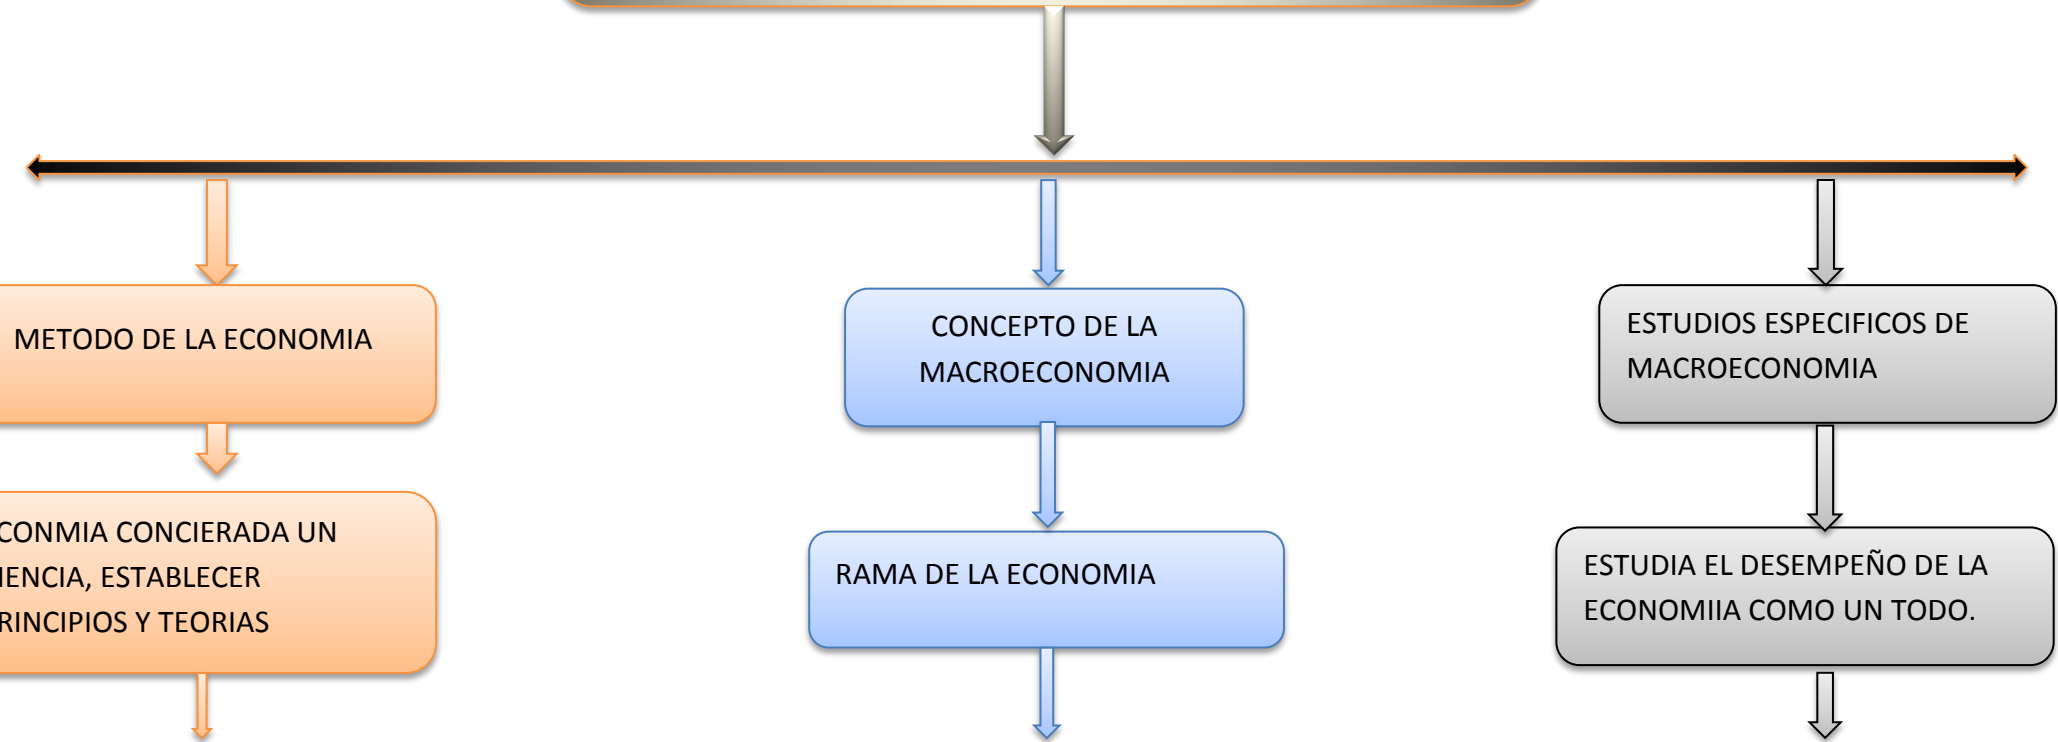 METODO DE LA ECONOMIA
CONCEPTO DE LA
MACROECONOMIA
ESTUDIOS ESPECIFICOS DE
MACROECONOMIA
CONMIA CONCIERADA UN
IENCIA, ESTABLECER
RINCIPIOS Y TEORIAS
RAMA DE LA ECONOMIA
ESTUDIA EL DESEMPEÑO DE LA
ECONOMIIA COMO UN TODO.